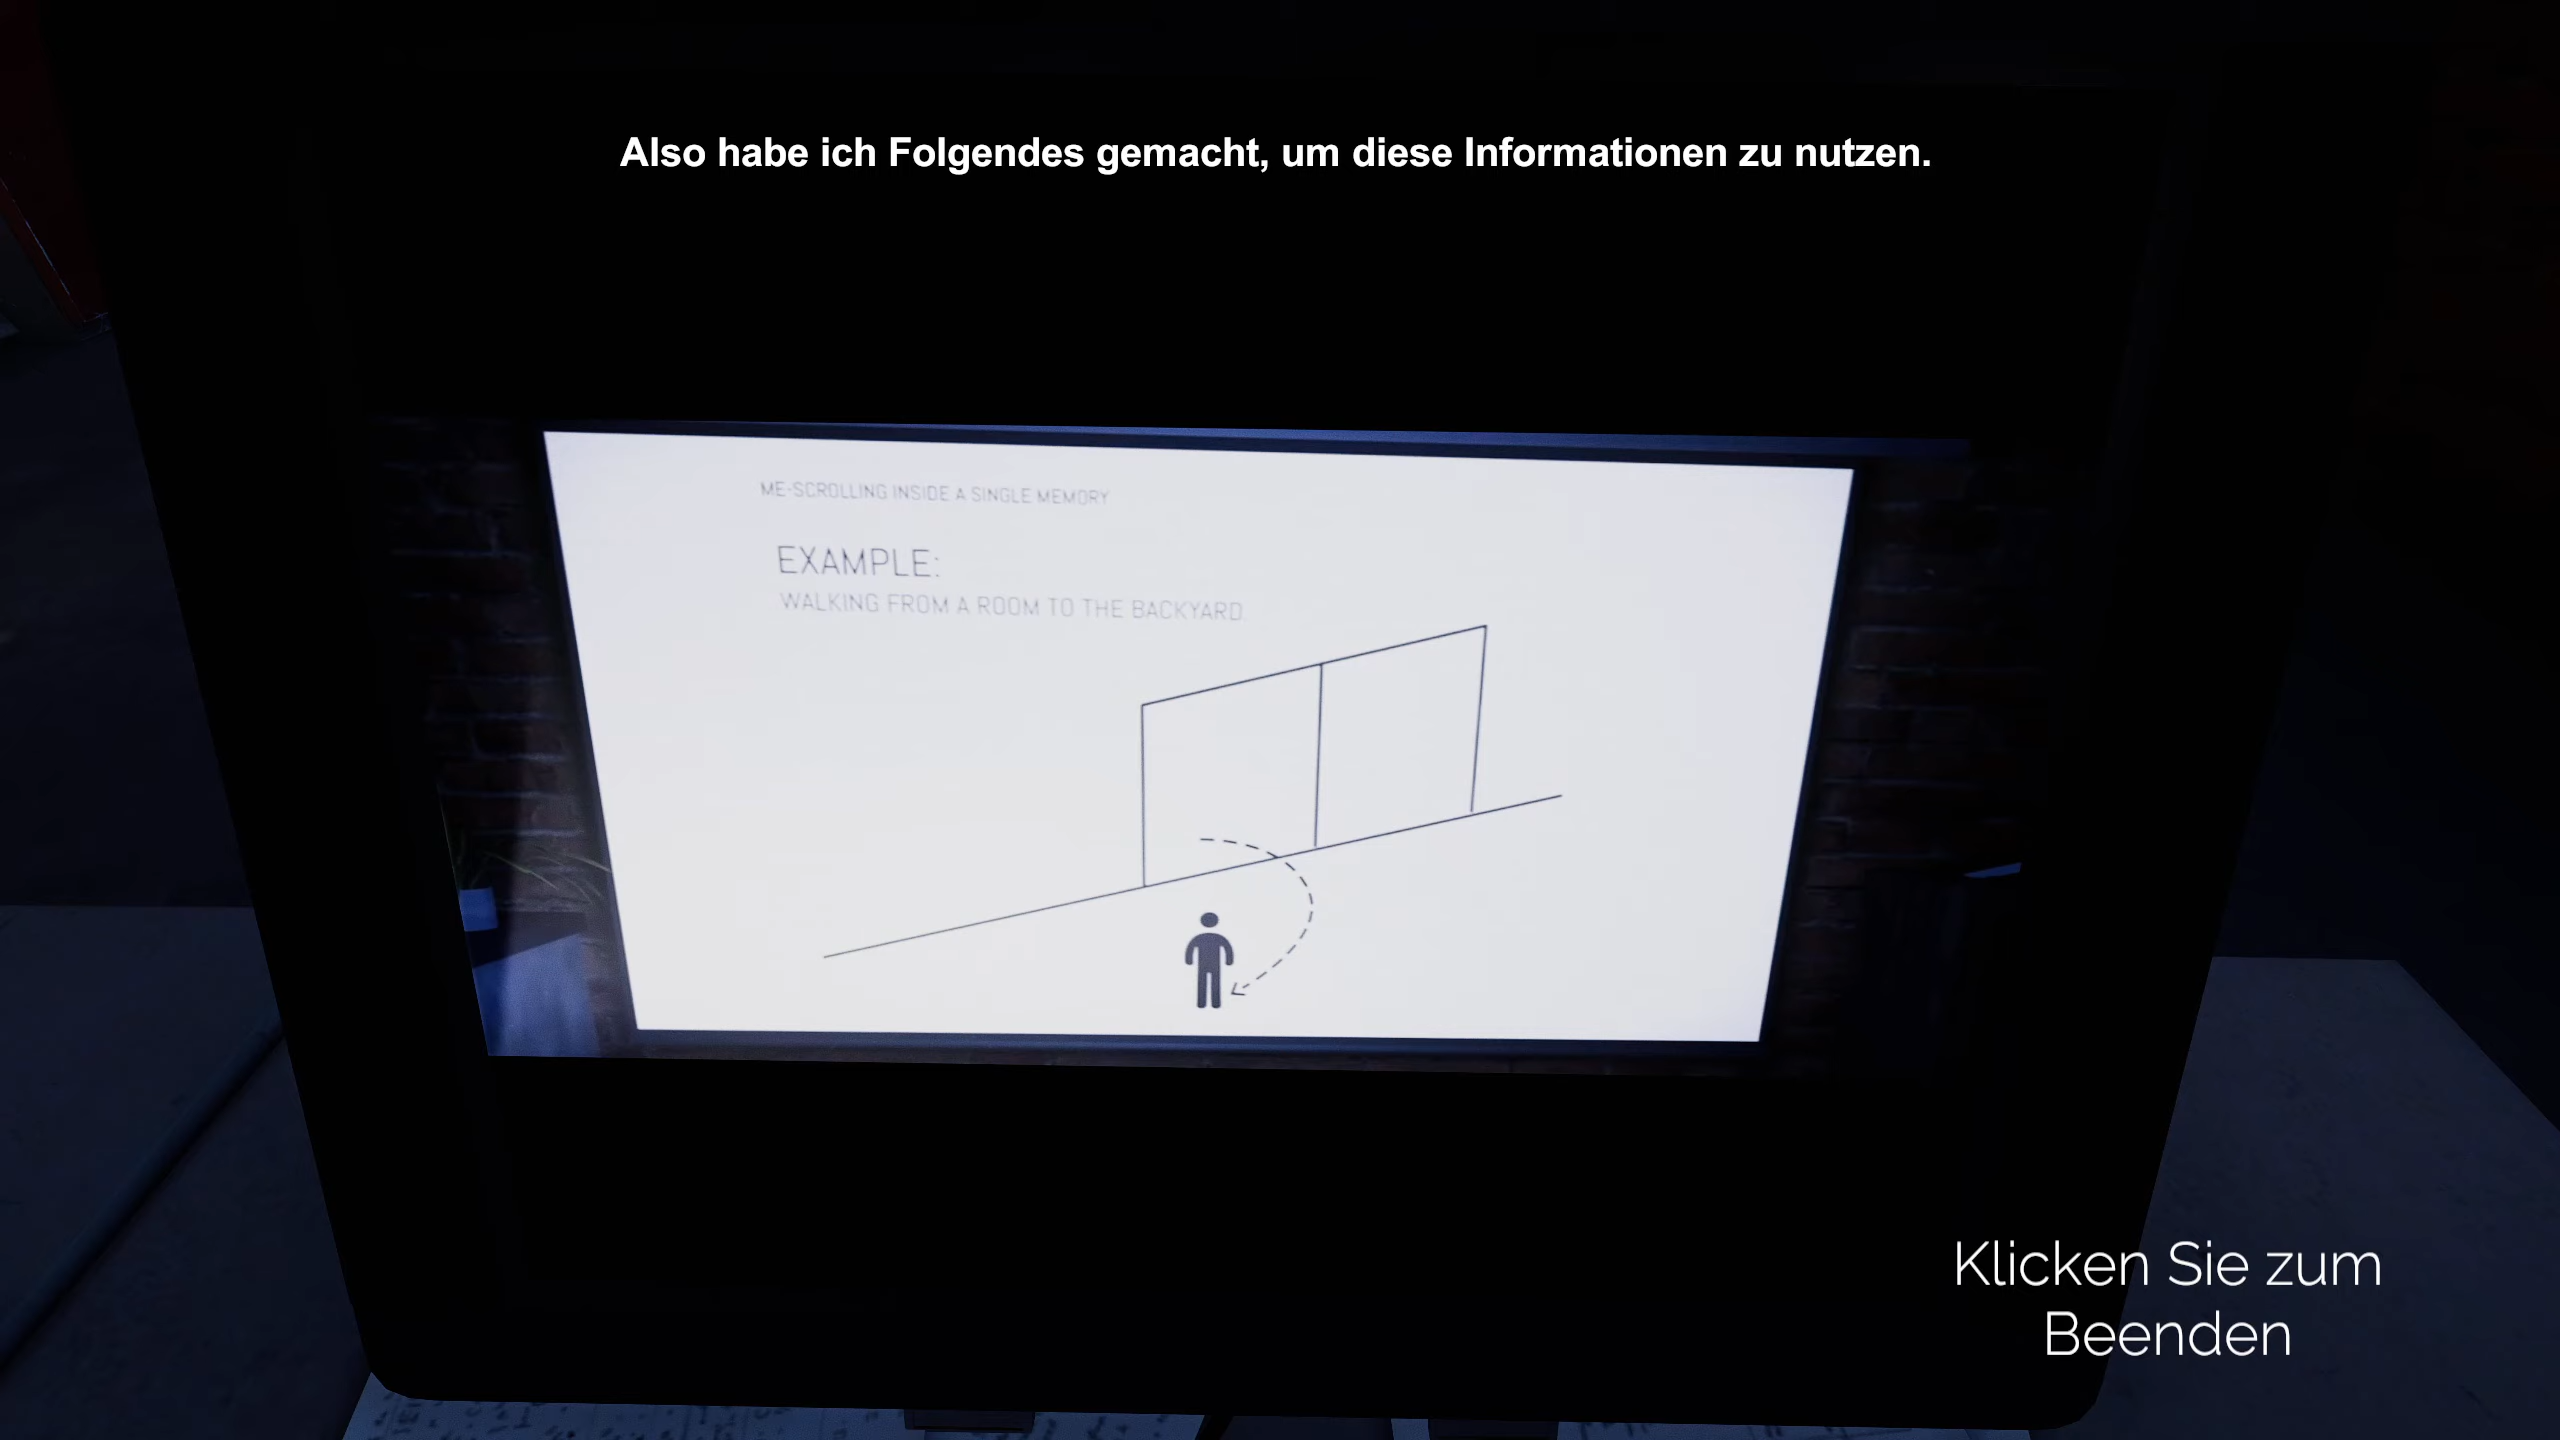 Also habe ich Folgendes gemacht, um diese Informationen zu nutzen.
ME-SCROLLING INSIDE A SINGLE MEMORY
EXAMPLE:
WALKING FROM A ROOM TO THE BACKYARD
Klicken Sie zum
Beenden